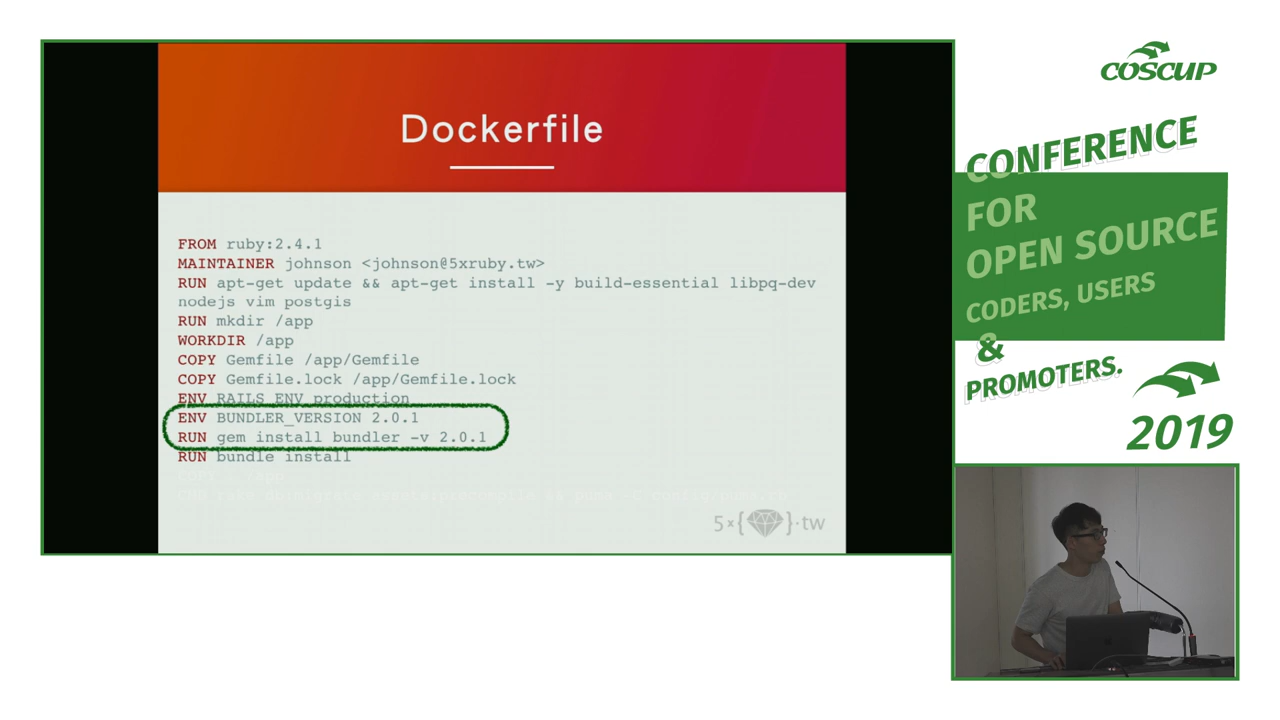 Dockerfile
FROM ruby:2.4.1
MAINTAINER johnson <johnson@5xruby.tw>
RUN apt-get update && apt-get install -y build-essential libpq-dev
nodejs vim postgis
RUN mkdir /app
WORKDIR /app
COPY Gemfile /app/Gemfile
COPY Gemfile.lock /app/Gemfile.lock
ENV RAILS_ENV production
ENV BUNDLER_VERSION 2.0.1
RUN gem install bundler -v 2.0.1
RUN bundle install
5×{}·tw
COSCUP
CONFERENCE
FOR
OPEN SOURCE
CODERS, USERS
&
PROMOTERS.
2019